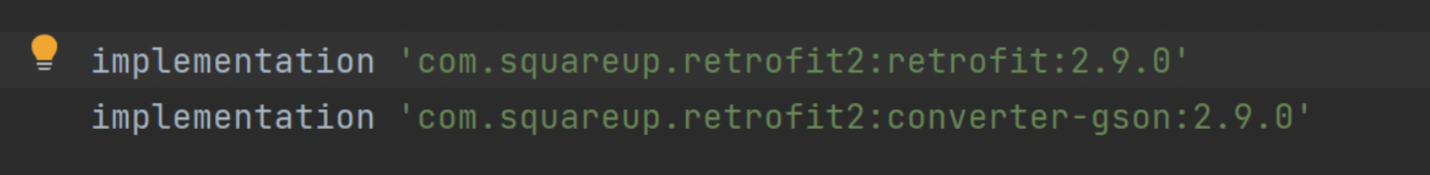 implementation 'com.squareup.retrofit2:retrofit:2.9.0'
implementation 'com.squareup.retrofit2:converter-gson:2.9.0'